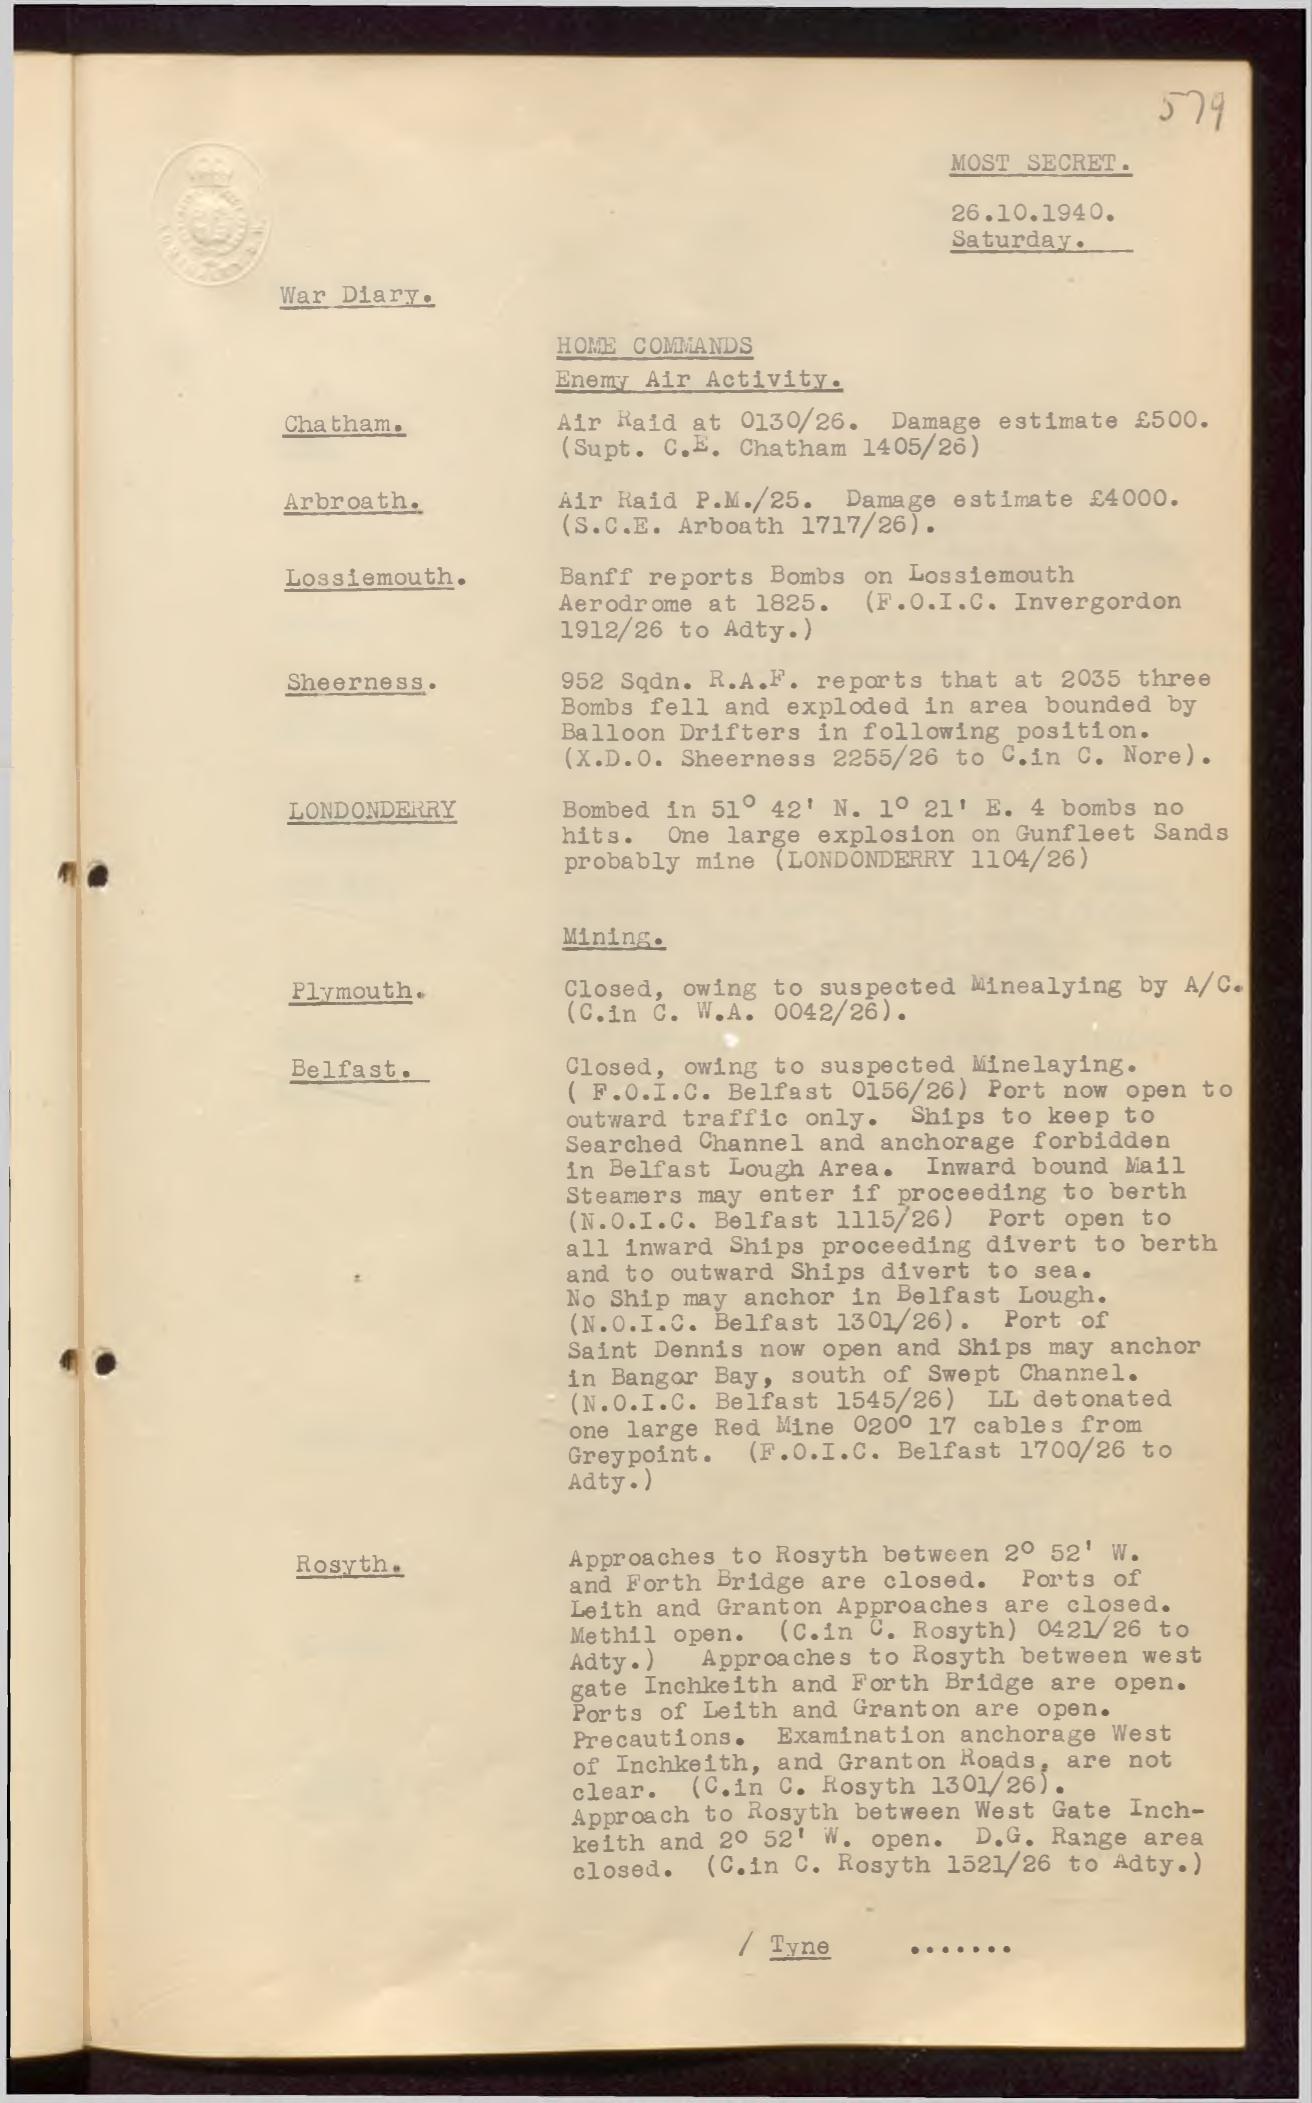 579
MOST SECRET.
26.10.1940.
Saturday.
War Diary.
HOME COMMANDS
Enemy Air Activity.
Chatham.
Air Raid at 0130/26. Damage estimate £500.
(Supt. C.E. Chatham 1405/26)
Arbroath.
Air Raid P.M./25. Damage estimate £4000.
(S.C.E. Arboath 1717/26).
Lossiemouth.
Banff reports Bombs on Lossiemouth
Aerodrome at 1825. (F.O.I.C. Invergordon
1912/26 to Adty.)
Sheerness.
952 Sqdn. R.A.F. reports that at 2035 three
Bombs fell and exploded in area bounded by
Balloon Drifters in following position.
(X.D.O. Sheerness 2255/26 to C.in C. Nore).
LONDONDERRY
Bombed in 51° 42' N. 1° 21' E. 4 bombs no
hits. One large explosion on Gunfleet Sands
probably mine (LONDONDERRY 1104/26)
Mining.
Plymouth.
Closed, owing to suspected Minealying by A/C.
(C.in C. W.A. 0042/26).
Belfast.
Closed, owing to suspected Minelaying.
( F.O.I.C. Belfast 0156/26) Port now open to
outward traffic only. Ships to keep to
Searched Channel and anchorage forbidden
in Belfast Lough Area. Inward bound Mail
Steamers may enter if proceeding to berth
(N.O.I.C. Belfast 1115/26) Port open to
all inward Ships proceeding divert to berth
and to outward Ships divert to sea.
No Ship may anchor in Belfast Lough.
(N.O.I.C. Belfast 1301/26). Port of
Saint Dennis now open and Ships may anchor
in Bangor Bay, south of Swept Channel.
(N.O.I.C. Belfast 1545/26) LL detonated
one large Red Mine 020° 17 cables from
Greypoint. (F.O.I.C. Belfast 1700/26 to
Adty.)
Rosyth.
Approaches to Rosyth between 2° 52' W.
and Forth Bridge are closed. Ports of
Leith and Granton Approaches are closed.
Methil open. (C.in C. Rosyth) 0421/26 to
Adty.) Approaches to Rosyth between west
gate Inchkeith and Forth Bridge are open.
Ports of Leith and Granton are open.
Precautions. Examination anchorage West
of Inchkeith, and Granton Roads, are not
clear. (C.in C. Rosyth 1301/26).
Approach to Rosyth between West Gate Inch-
keith and 2° 52' W. open. D.G. Range area
closed. (C.in C. Rosyth 1521/26 to Adty.)
/ Tyne .......